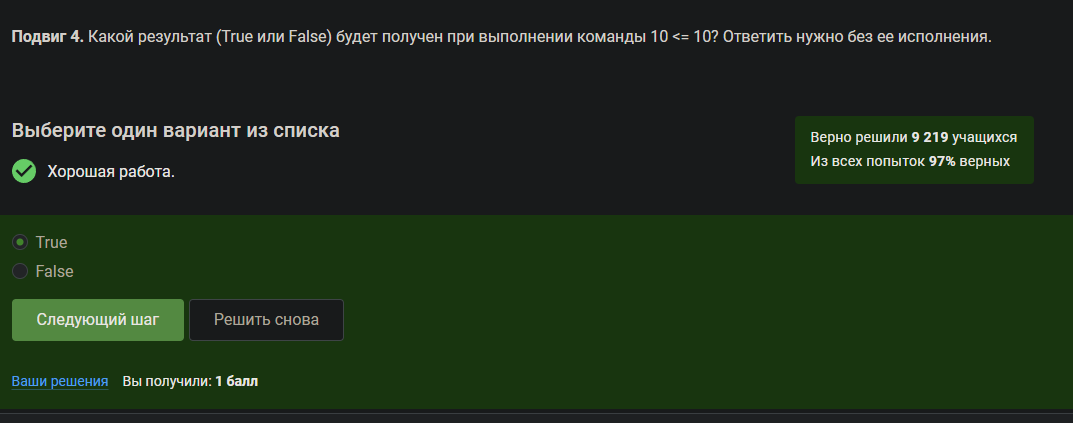 Подвиг 4. Какой результат (True или False) будет получен при выполнении команды 10 <= 10? Ответить нужно без ее исполнения.
Выберите один вариант из списка
Верно решили 9 219 учащихся
Из всех попыток 97% верных
Хорошая работа.
True
False
Следующий шаг
Решить снова
Ваши решения Вы получили: 1 балл